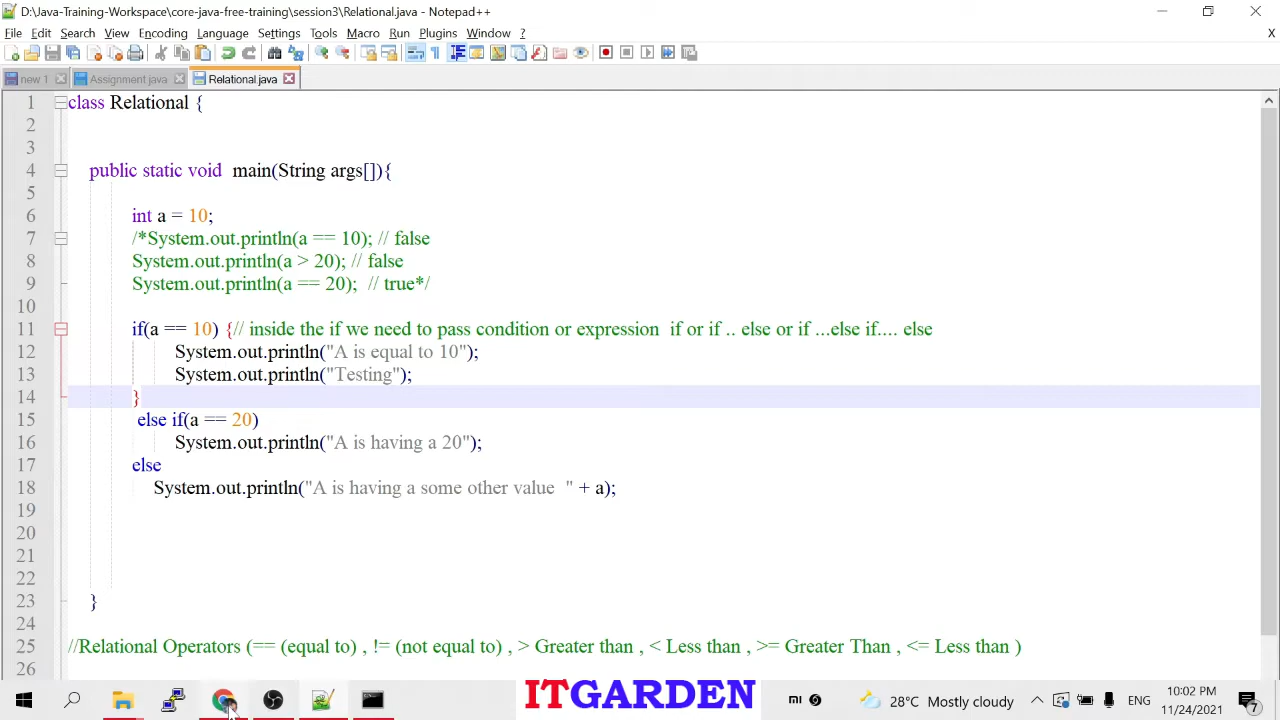 D:\Java-Training-Workspace\core-java-free-training\session3\Relational.java - Notepad++
File Edit Search View Encoding Language Settings Tools Macro Run Plugins Window ? X
new 1 Assignment.java Relational.java
1 class Relational {
2
3
4 public static void main(String args[]){
5
6 int a = 10;
7 /*System.out.println(a == 10); // false
8 System.out.println(a > 20); // false
9 System.out.println(a == 20); // true*/
10
11 if(a == 10) {// inside the if we need to pass condition or expression if or if .. else or if ...else if.... else
12 System.out.println("A is equal to 10");
13 System.out.println("Testing");
14 }
15 else if(a == 20)
16 System.out.println("A is having a 20");
17 else
18 System.out.println("A is having a some other value " + a);
19
20
21
22
23 }
24
25 //Relational Operators (== (equal to) , != (not equal to) , > Greater than , < Less than , >= Greater Than , <= Less than )
26
ITGARDEN
mi 28°C Mostly cloudy ENG 10:02 PM
11/24/2021 7